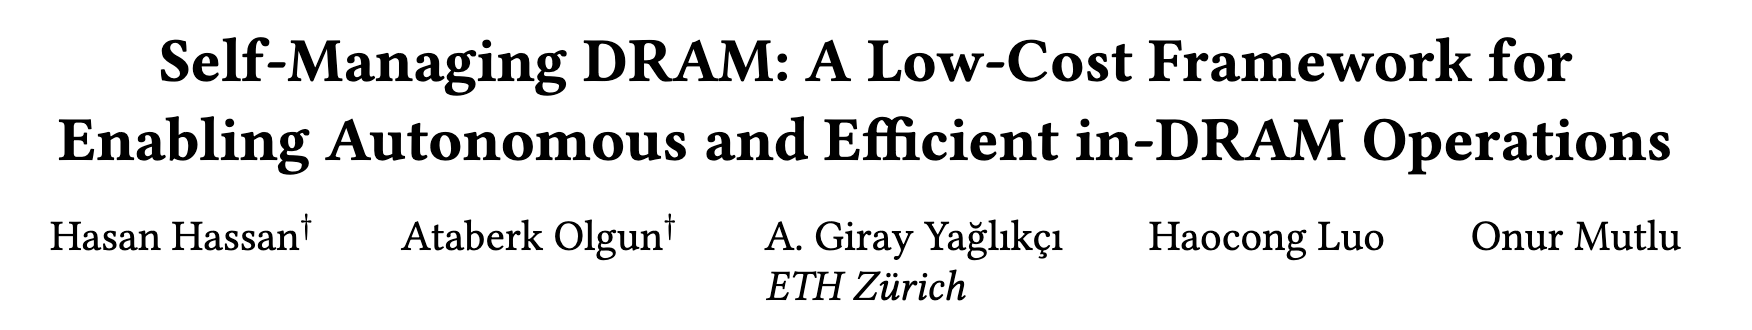 Self-Managing DRAM: A Low-Cost Framework for
Enabling Autonomous and Efficient in-DRAM Operations
Hasan Hassan† Ataberk Olgun† A. Giray Yağlıkçı Haocong Luo Onur Mutlu
ETH Zürich